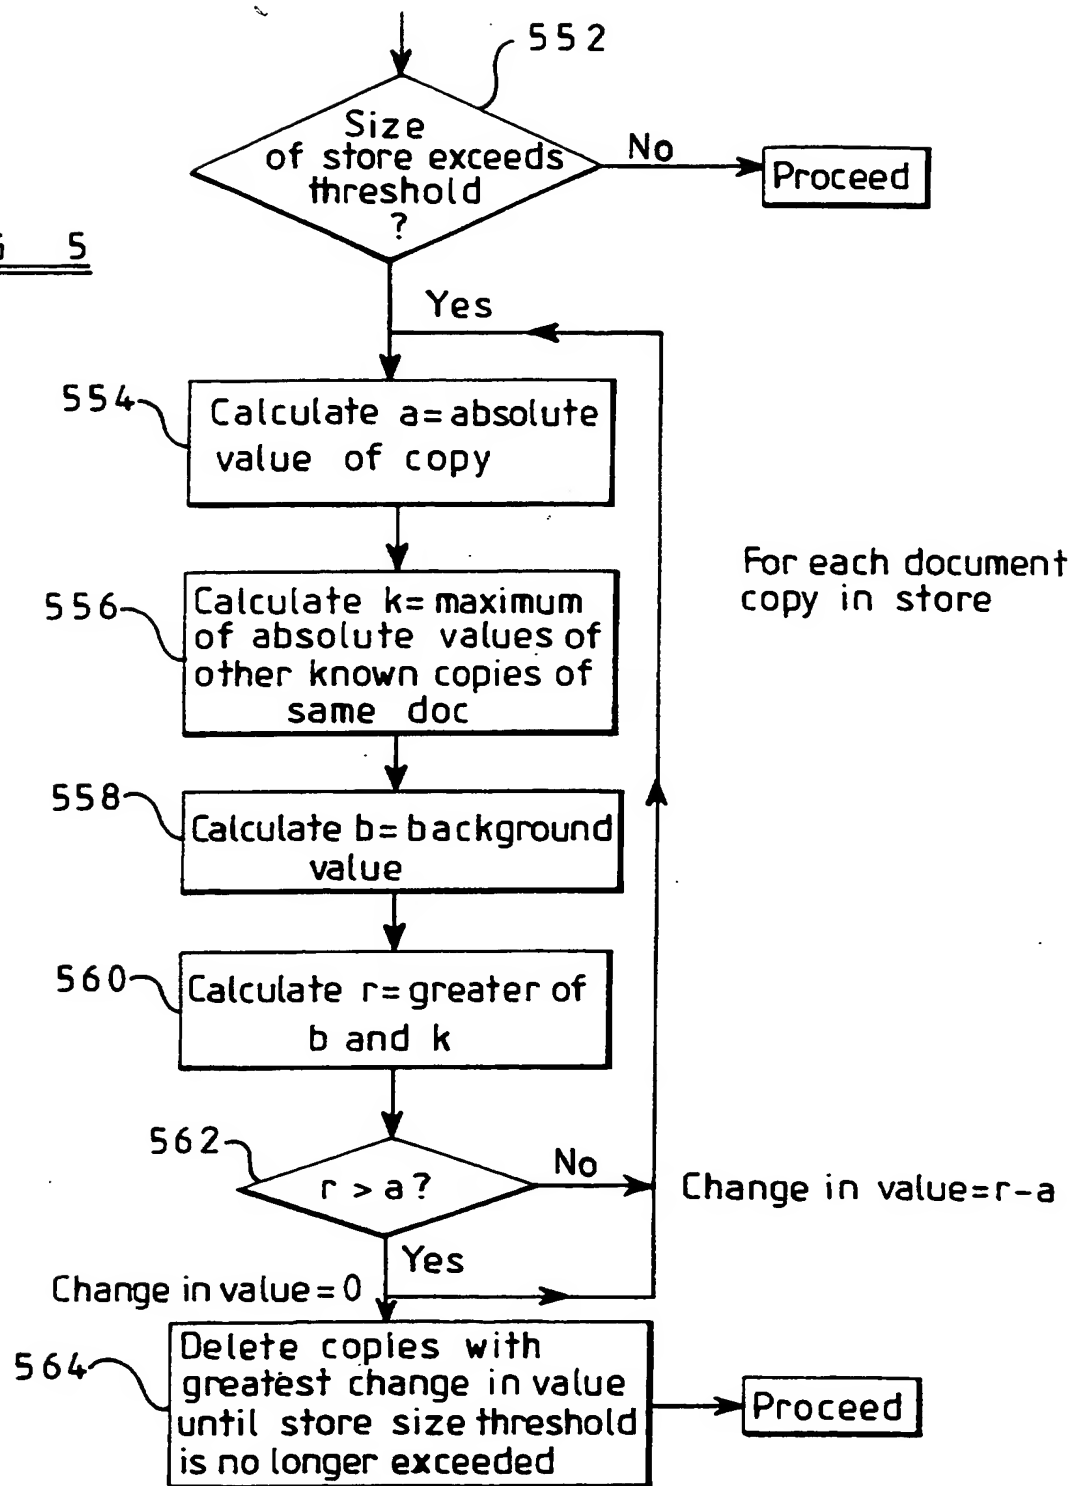 552
Size
of store exceeds
threshold
?
No
Proceed
5
Yes
554
Calculate a=absolute
value of copy
For each document
copy in store
556
Calculate k=maximum
of absolute values of
other known copies of
same doc
558
Calculate b=background
value
560
Calculate r=greater of
b and k
562
r > a?
No
Change in value=r-a
Yes
Change in value=0
564
Delete copies with
greatest change in value
until store size threshold
is no longer exceeded
Proceed